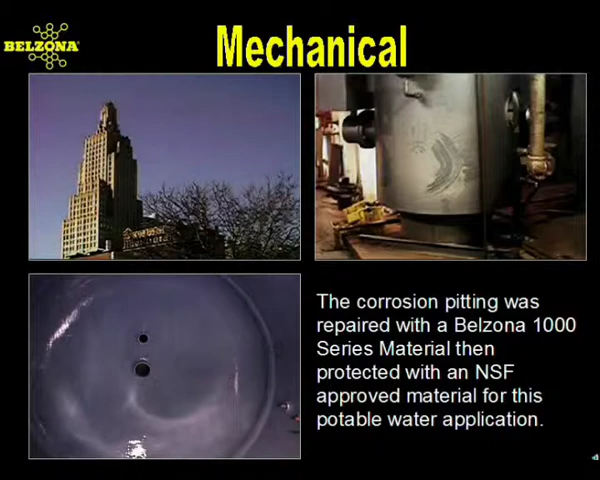 BELZONA
Mechanical
The corrosion pitting was
repaired with a Belzona 1000
Series Material then
protected with an NSF
approved material for this
potable water application.